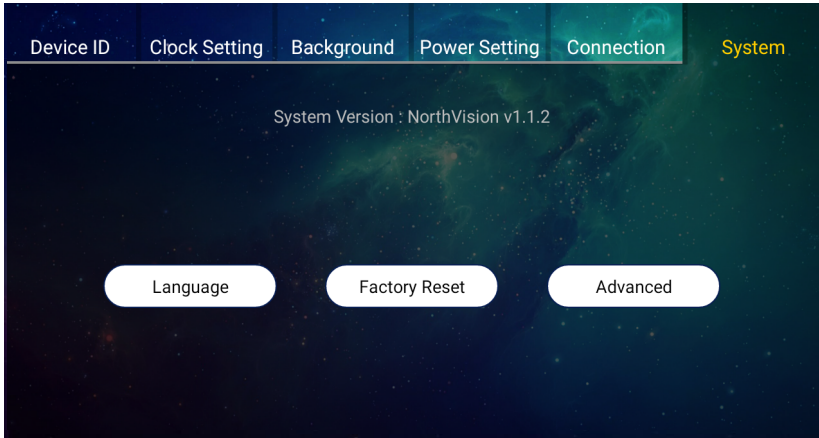 Device ID Clock Setting Background Power Setting Connection System
System Version : NorthVision v1.1.2
Language Factory Reset Advanced